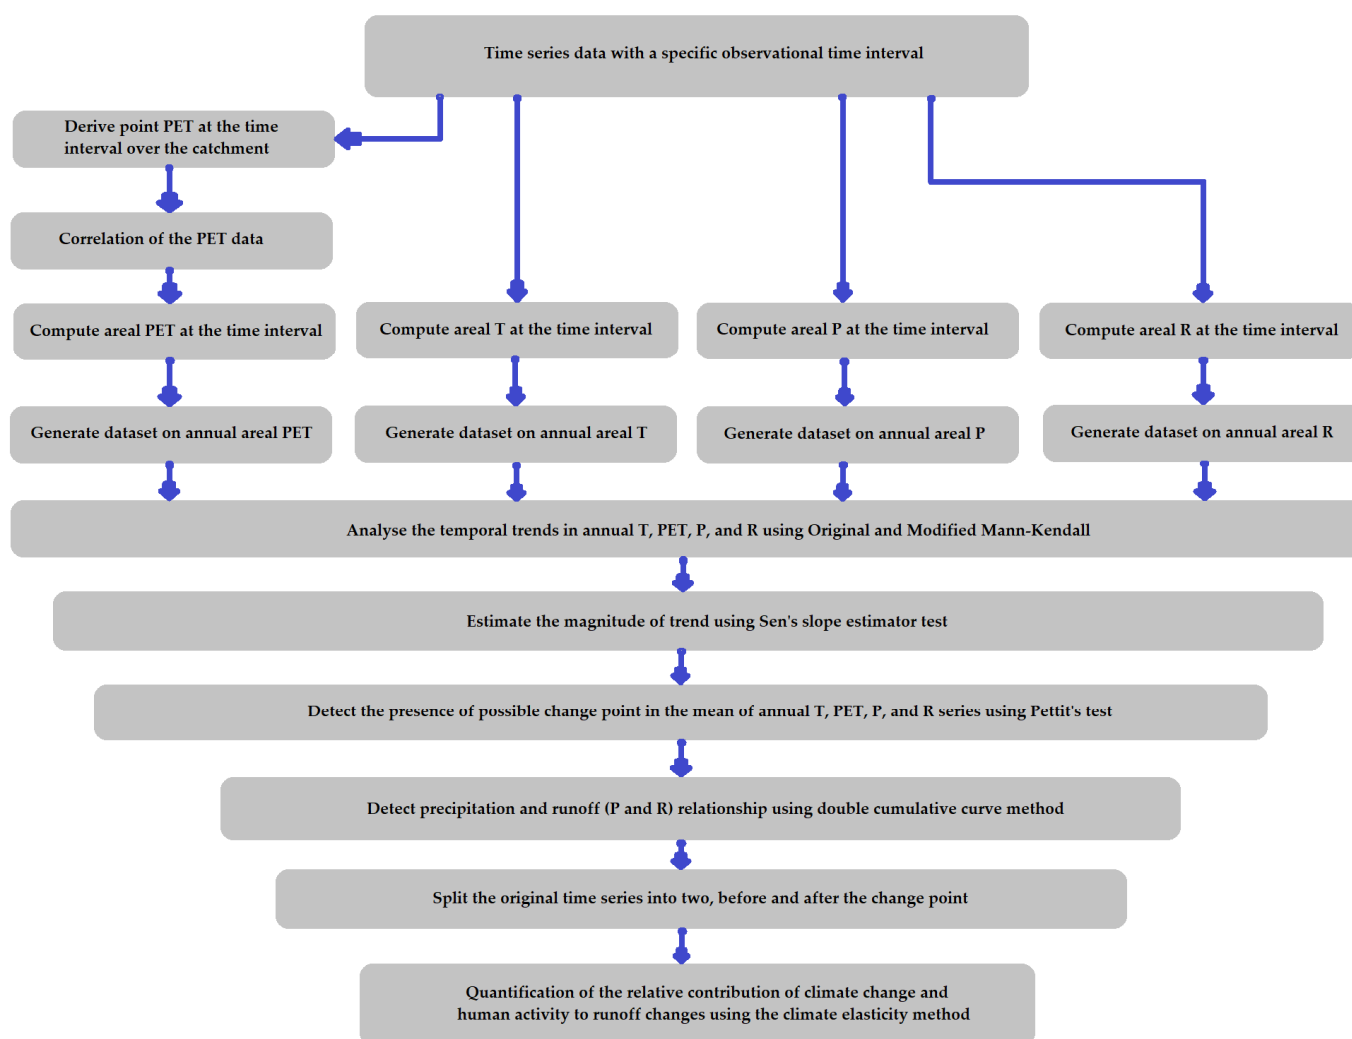 Time series data with a specific observational time interval
Derive point PET at the time
interval over the catchment
Correlation of the PET data
Compute areal PET at the time interval
Compute areal T at the time interval
Compute areal P at the time interval
Compute areal R at the time interval
Generate dataset on annual areal PET
Generate dataset on annual areal T
Generate dataset on annual areal P
Generate dataset on annual areal R
Analyse the temporal trends in annual T, PET, P, and R using Original and Modified Mann-Kendall
Estimate the magnitude of trend using Sen's slope estimator test
Detect the presence of possible change point in the mean of annual T, PET, P, and R series using Pettit's test
Detect precipitation and runoff (P and R) relationship using double cumulative curve method
Split the original time series into two, before and after the change point
Quantification of the relative contribution of climate change and
human activity to runoff changes using the climate elasticity method